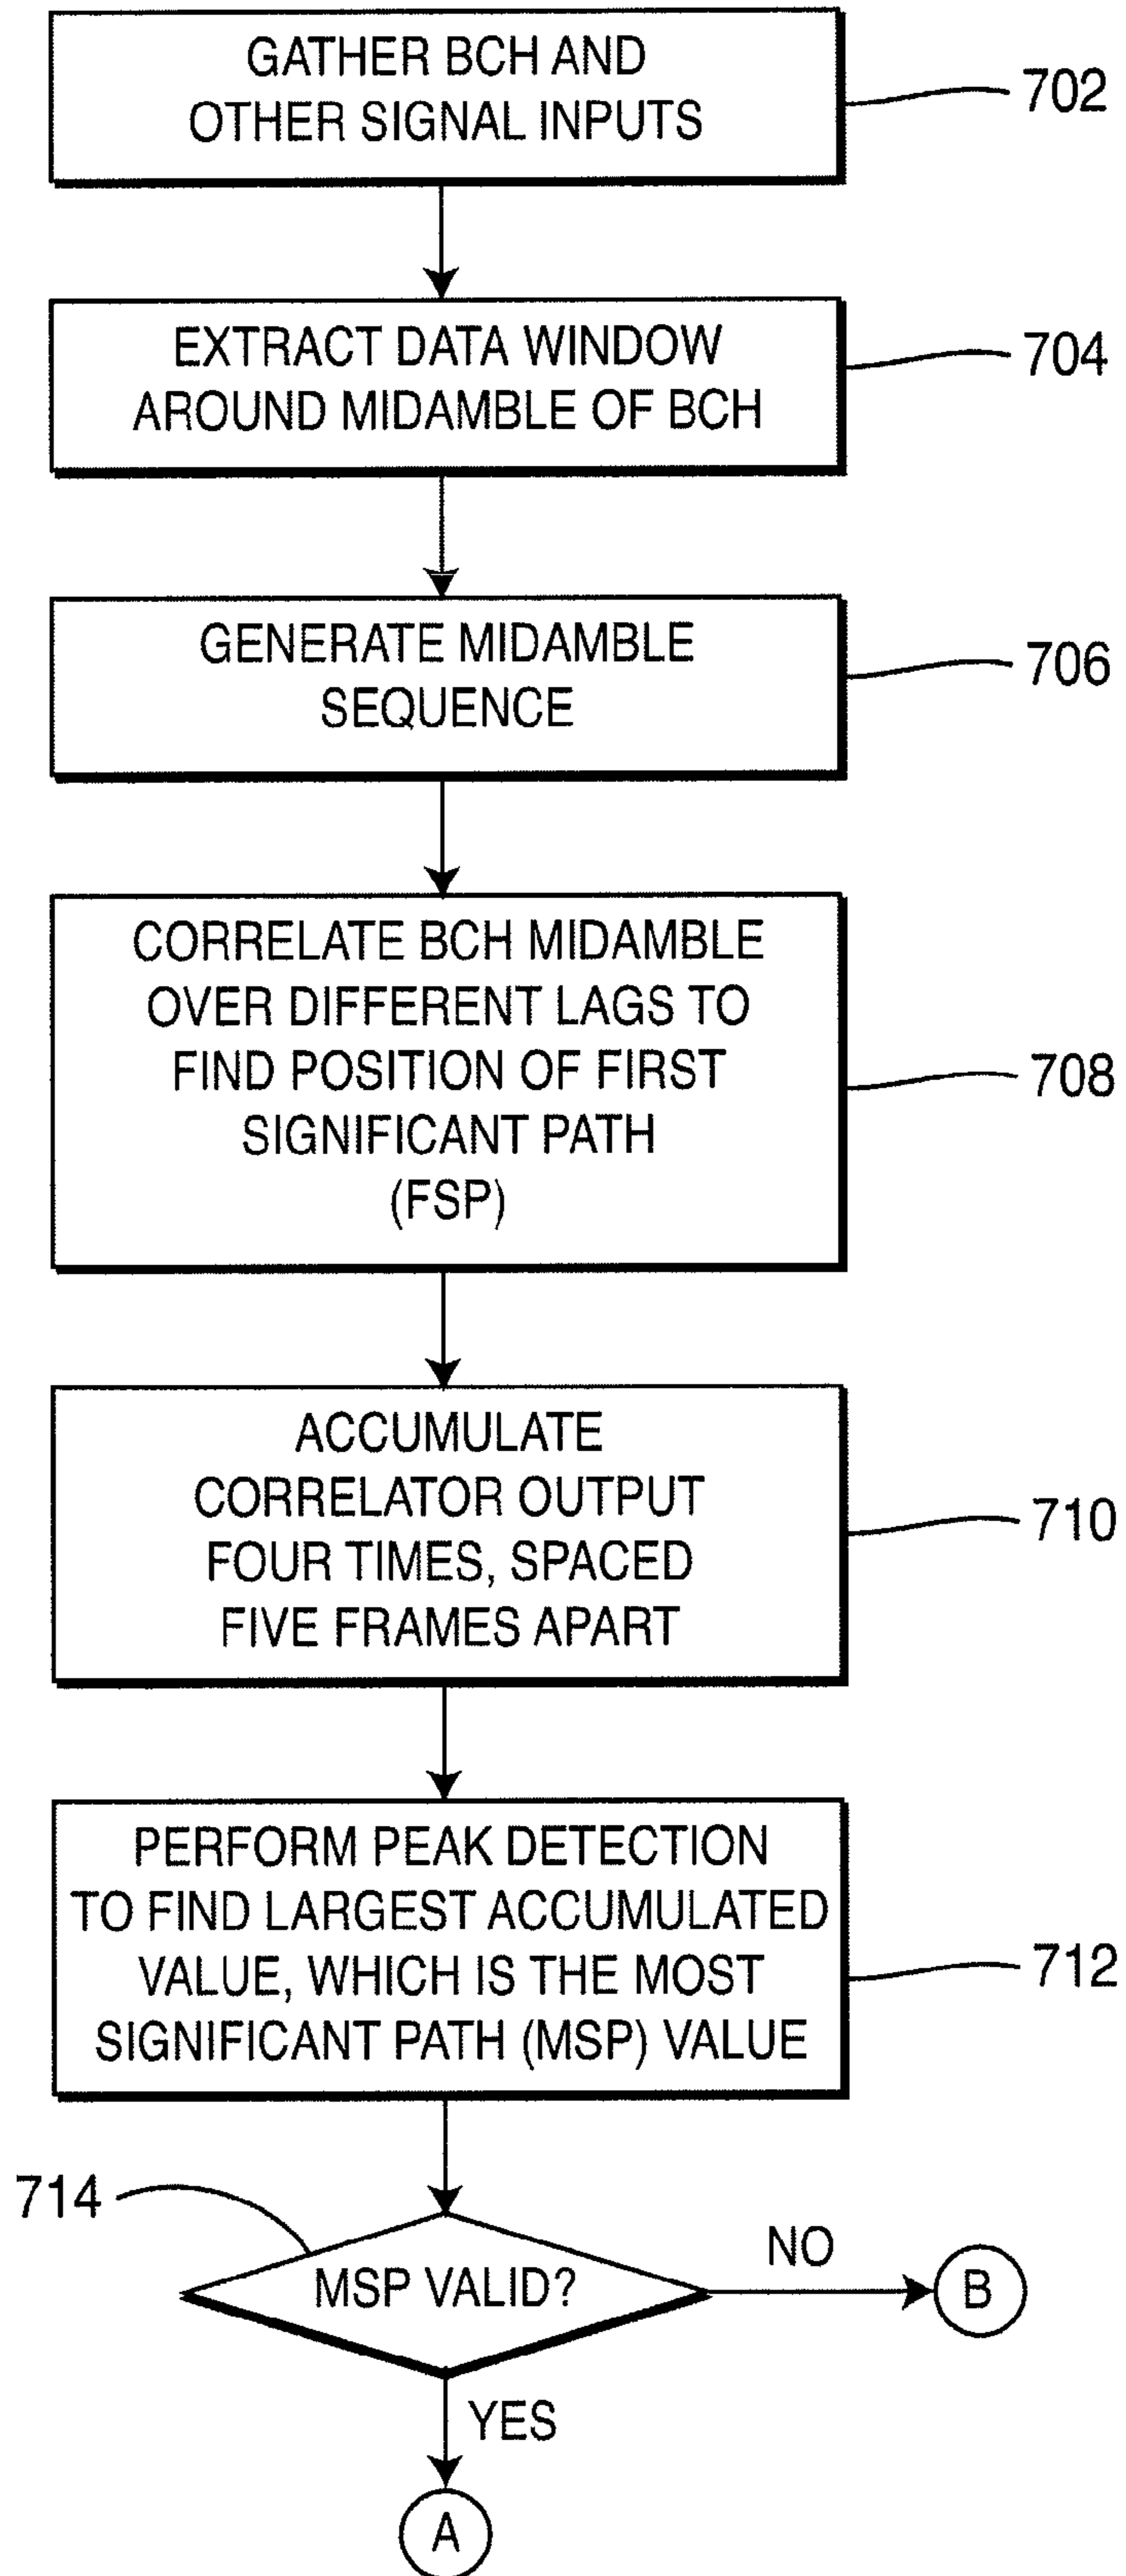 GATHER BCH AND
OTHER SIGNAL INPUTS
702
EXTRACT DATA WINDOW
AROUND MIDAMBLE OF BCH
704
GENERATE MIDAMBLE
SEQUENCE
706
CORRELATE BCH MIDAMBLE
OVER DIFFERENT LAGS TO
FIND POSITION OF FIRST
SIGNIFICANT PATH
(FSP)
708
ACCUMULATE
CORRELATOR OUTPUT
FOUR TIMES, SPACED
FIVE FRAMES APART
710
PERFORM PEAK DETECTION
TO FIND LARGEST ACCUMULATED
VALUE, WHICH IS THE MOST
SIGNIFICANT PATH (MSP) VALUE
712
714
MSP VALID?
NO
B
YES
A